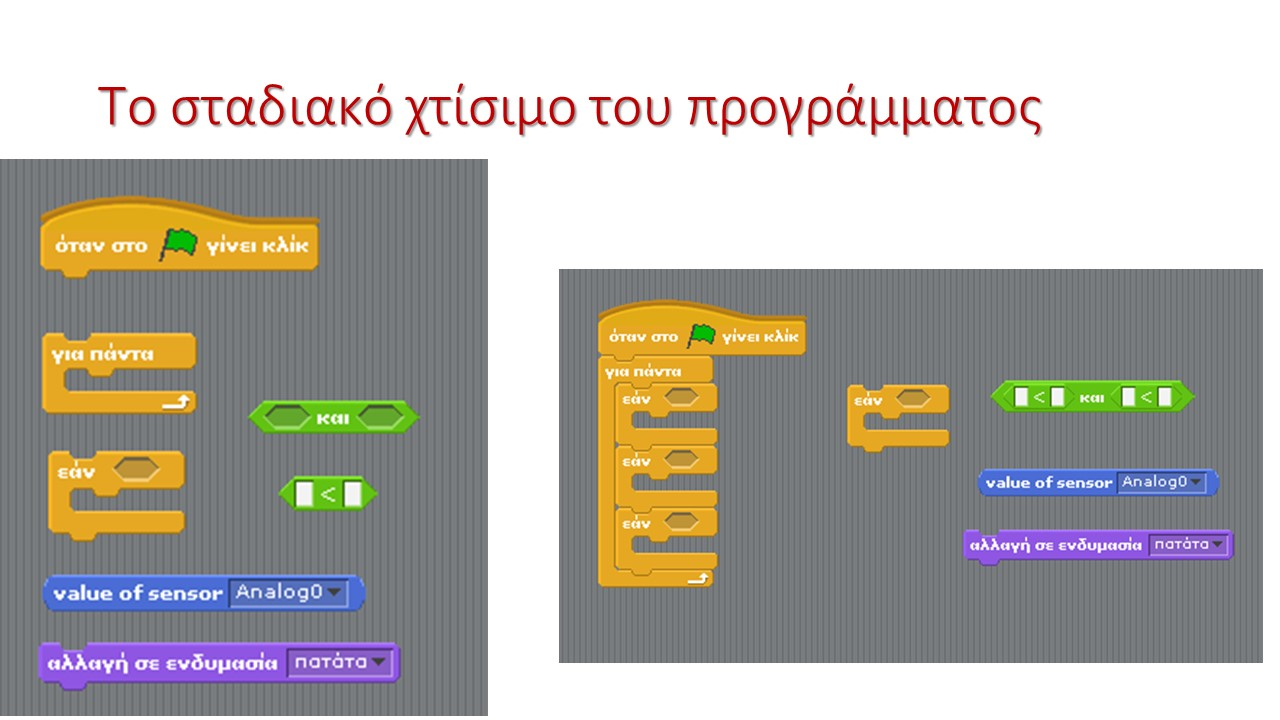 Το σταδιακό χτίσιμο του προγράμματος
όταν στο γίνει κλίκ
για πάντα
και
εάν
<
value of sensor Analog0
αλλαγή σε ενδυμασία πατάτα
όταν στο γίνει κλίκ
για πάντα
εάν
εάν
εάν
εάν
< και <
value of sensor Analog0
αλλαγή σε ενδυμασία πατάτα